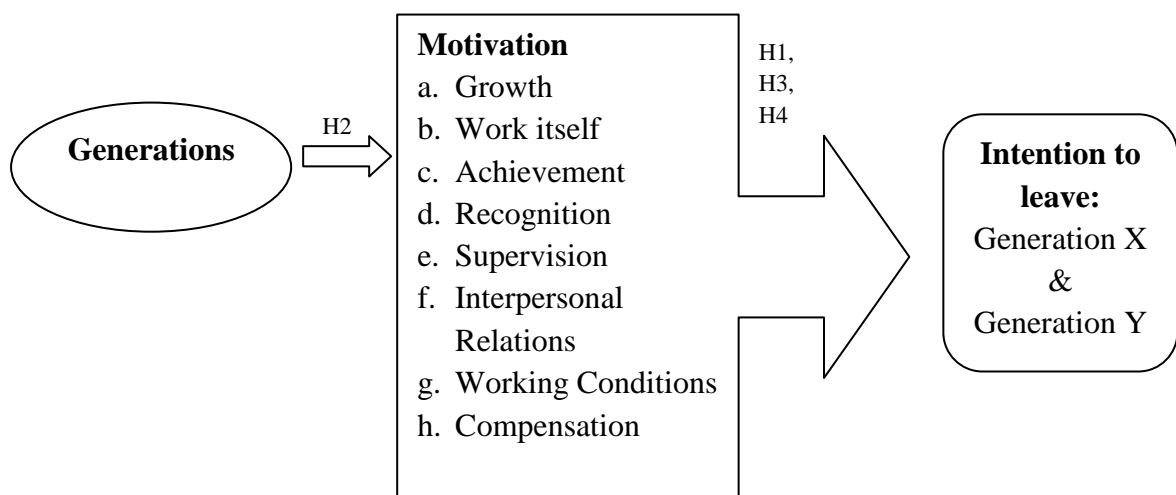 Generations
H2
Motivation
a. Growth
b. Work itself
c. Achievement
d. Recognition
e. Supervision
f. Interpersonal
Relations
g. Working Conditions
h. Compensation
H1,
H3,
H4
Intention to
leave:
Generation X
&
Generation Y